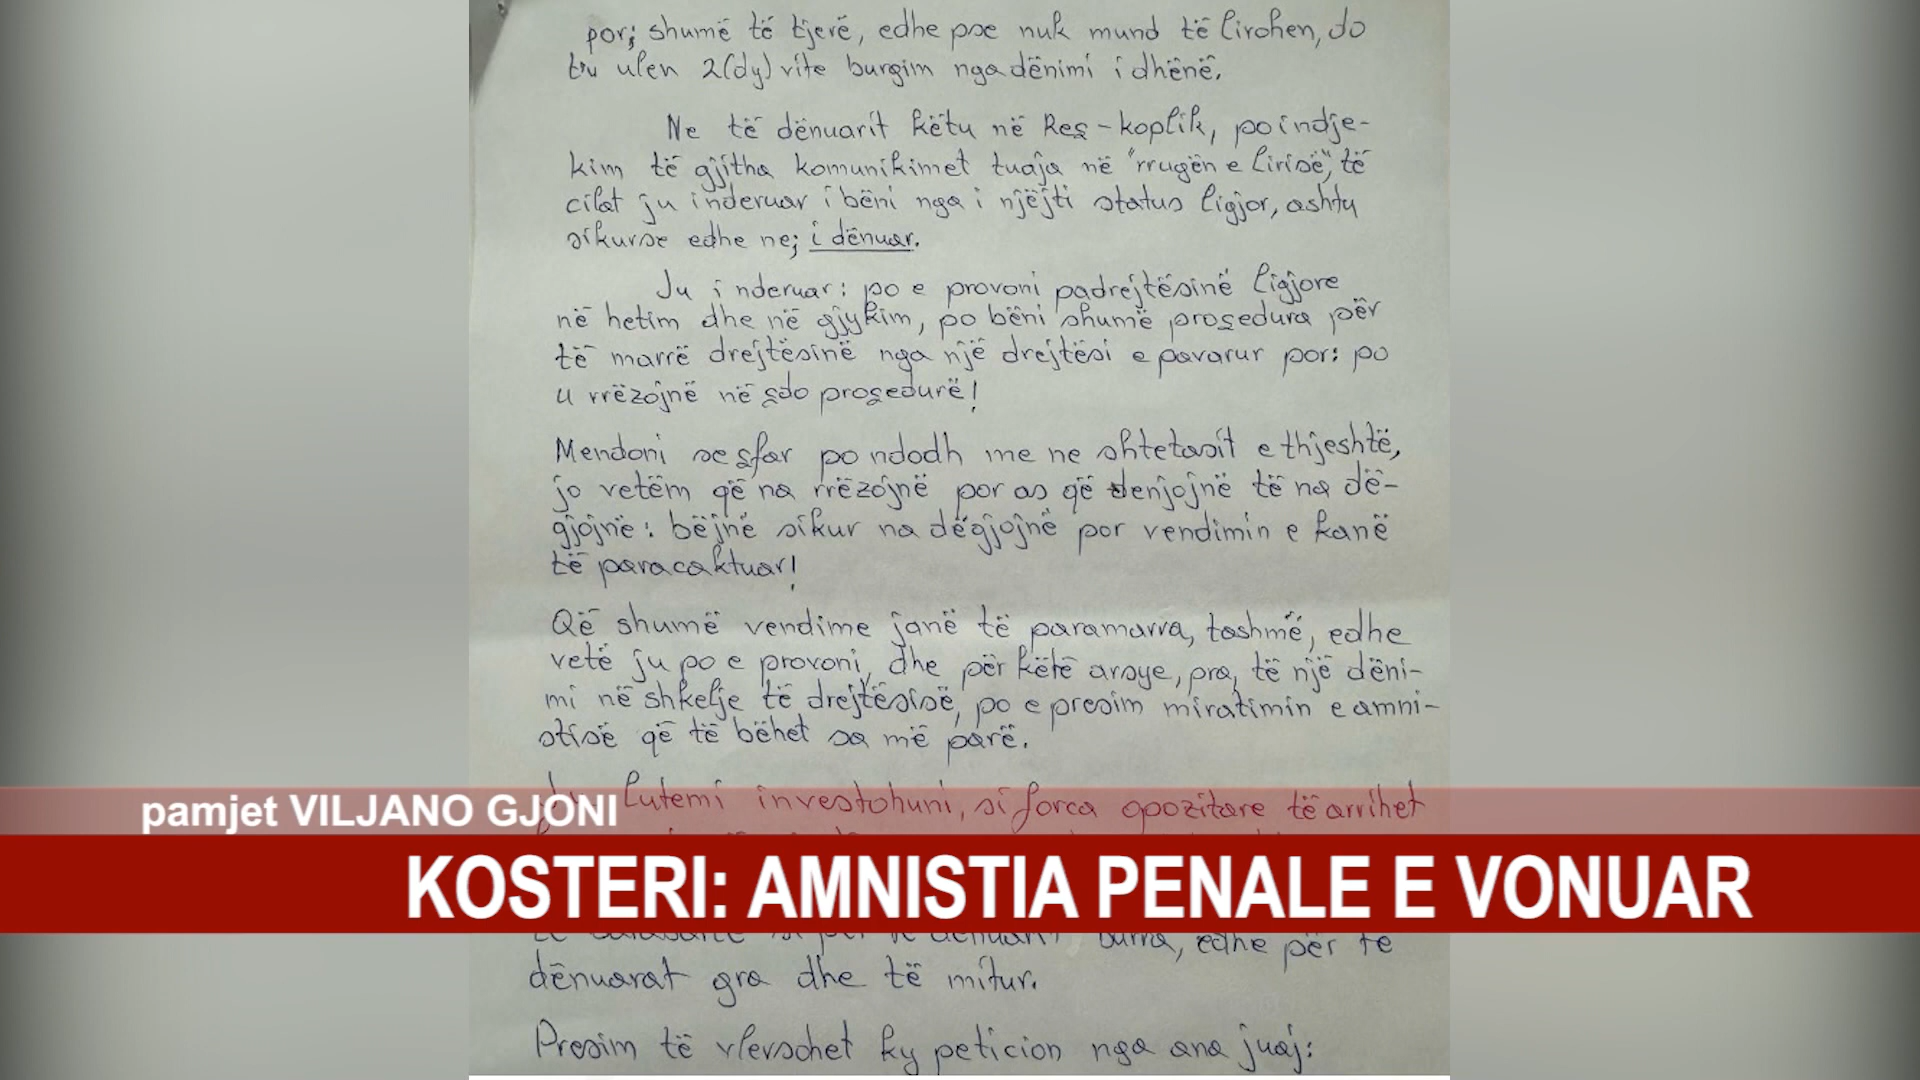 por; shumë të tjerë, edhe pse nuk mund të lirohen, do
t'u ulen 2(dy) vite burgim nga dënimi i dhënë.
Ne të dënuarit këtu në Reç-koplik, po indje-
kim të gjitha komunikimet tuaja në "rrugën e lirisë", të
cilat ju i nderuar i bëni nga i njëjti status ligjor, ashtu
sikurse edhe ne; i dënuar.
Ju i nderuar: po e provoni padrejtësinë ligjore
në hetim dhe në gjykim, po bëni shumë proçedura për
të marrë drejtësinë nga një drejtësi e pavarur por: po
u rrëzojnë në çdo proçedurë!
Mendoni se çfar po ndodh me ne shtetasit e thjeshtë,
jo vetëm që na rrëzojnë por as që denjojnë të na dë-
gjojnë: bëjnë sikur na dëgjojnë por vendimin e kanë
të paracaktuar!
Që shumë vendime janë të paramarra, tashmë, edhe
vetë ju po e provoni, dhe për këtë arsye, pra, të një dëni-
mi në shkelje të drejtësisë, po e presim miratimin e amni-
stisë që të bëhet sa më parë.
lutemi investohuni, si forca opozitare të arrihet
pamjet VILJANO GJONI
KOSTERI: AMNISTIA PENALE E VONUAR
burra, edhe për të
dënuarat gra dhe të mitur.
Presim të vlersohet ky peticion nga ana juaj: